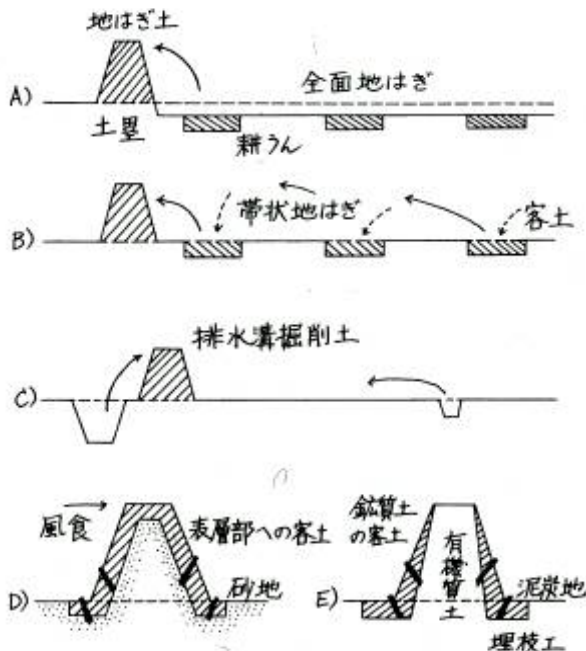 地はぎ土
全面地はぎ
A)
土塁
耕うん
帯状地はぎ
客土
B)
排水溝掘削土
C)
風食
表層部への客土
砂地
D)
鉱質土
の客土
有機質土
泥炭地
E)
埋枝工